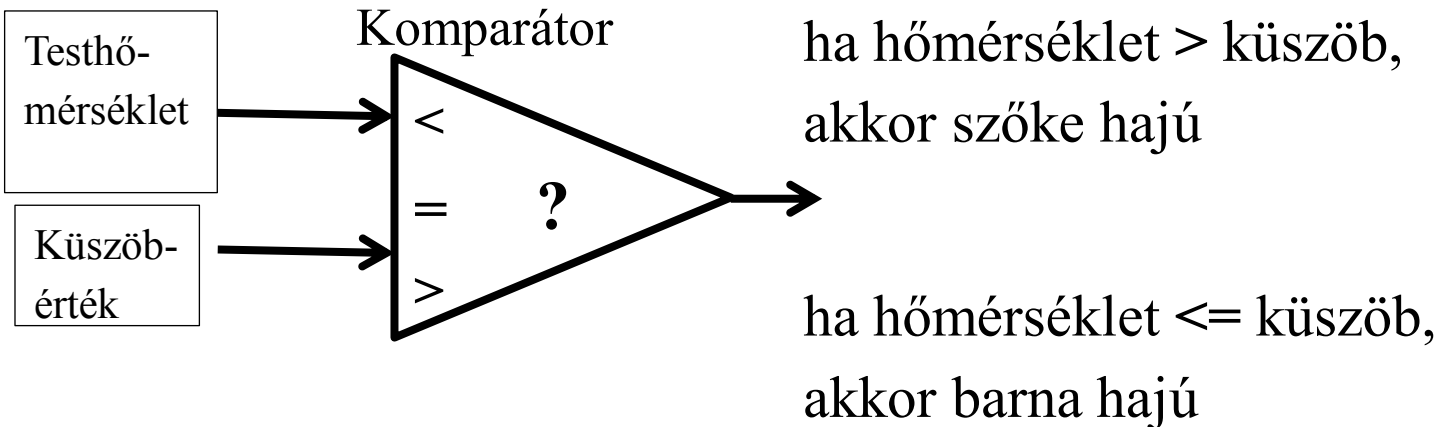 Testhő-
mérséklet
Küszöb-
érték
Komparátor
<
=
?
>
ha hőmérséklet > küszöb,
akkor szőke hajú
ha hőmérséklet <= küszöb,
akkor barna hajú